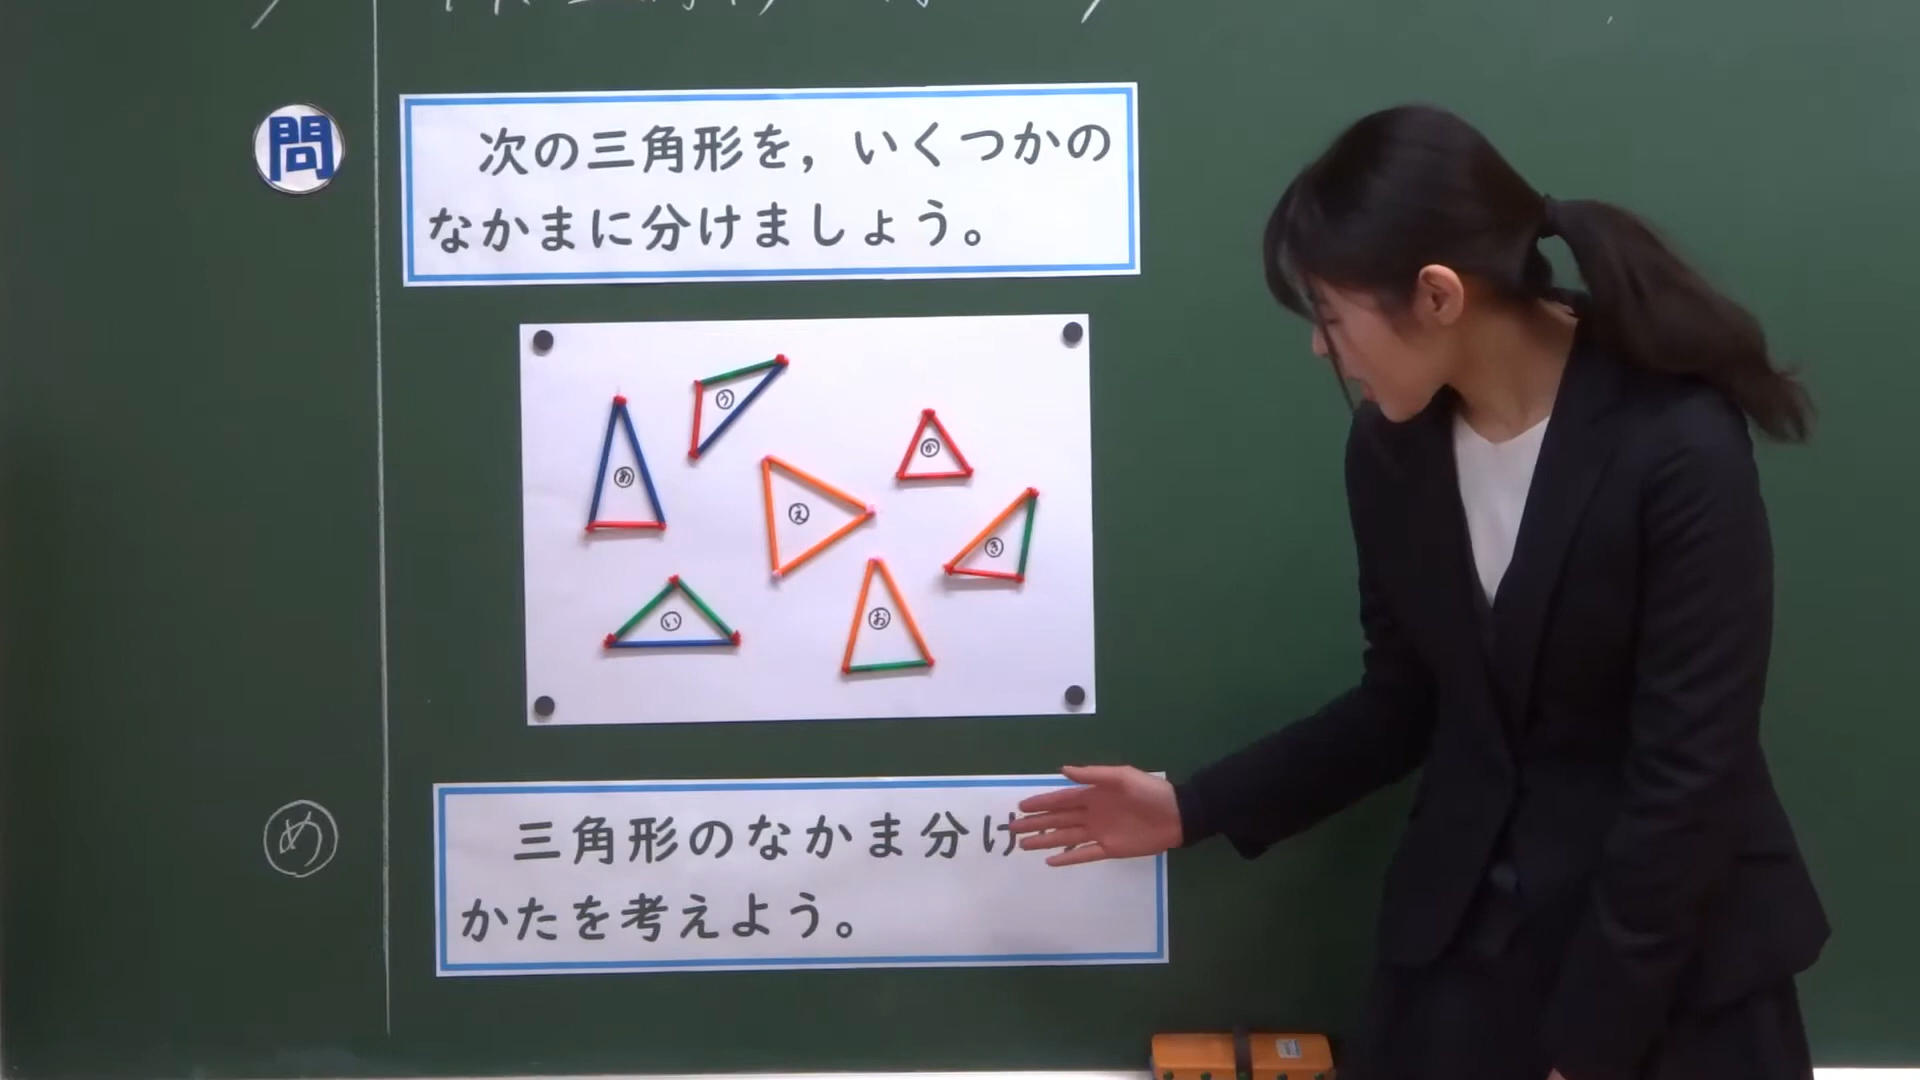 問
次の三角形を，いくつかの
なかまに分けましょう。
う
あ
か
え
き
い
お
め
三角形のなかま分け
かたを考えよう。